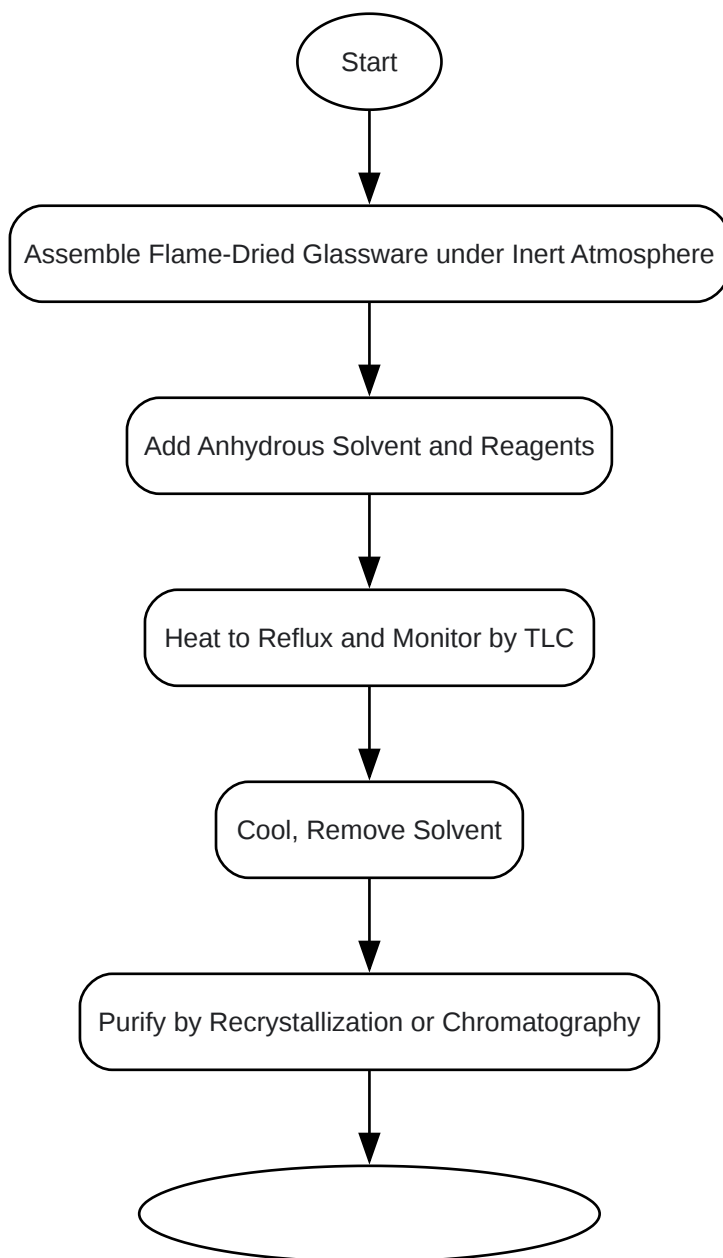 Start
Assemble Flame-Dried Glassware under Inert Atmosphere
Add Anhydrous Solvent and Reagents
Heat to Reflux and Monitor by TLC
Cool, Remove Solvent
Purify by Recrystallization or Chromatography